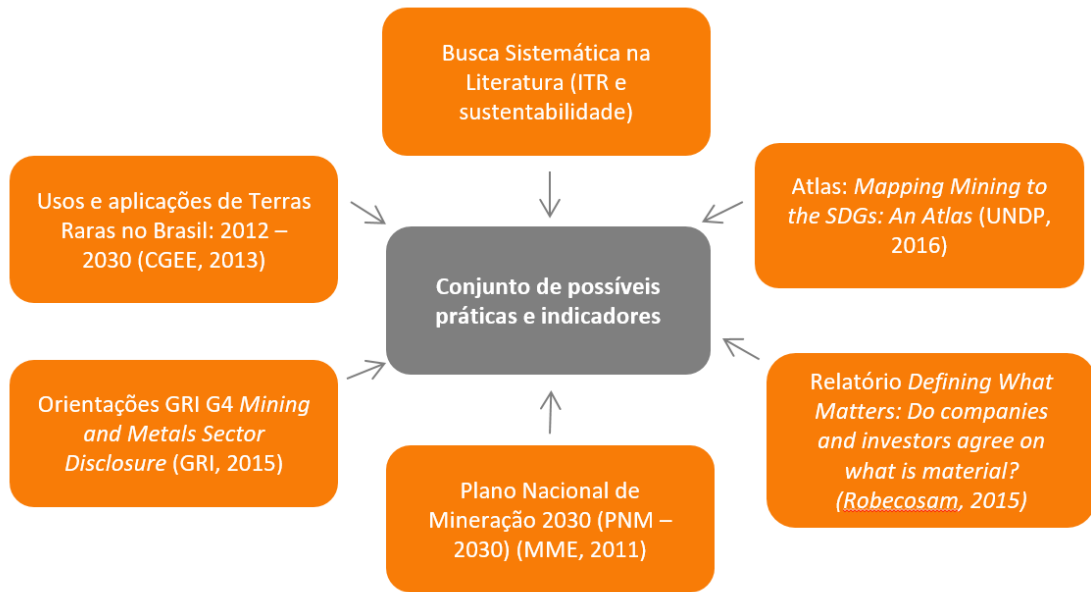 Busca Sistemática na
Literatura (ITR e
sustentabilidade)
Usos e aplicações de Terras
Raras no Brasil: 2012 –
2030 (CGEE, 2013)
Atlas: Mapping Mining to
the SDGs: An Atlas (UNDP,
2016)
Conjunto de possíveis
práticas e indicadores
Orientações GRI G4 Mining
and Metals Sector
Disclosure (GRI, 2015)
Relatório Defining What
Matters: Do companies
and investors agree on
what is material?
(Robecosam, 2015)
Plano Nacional de
Mineração 2030 (PNM –
2030) (MME, 2011)